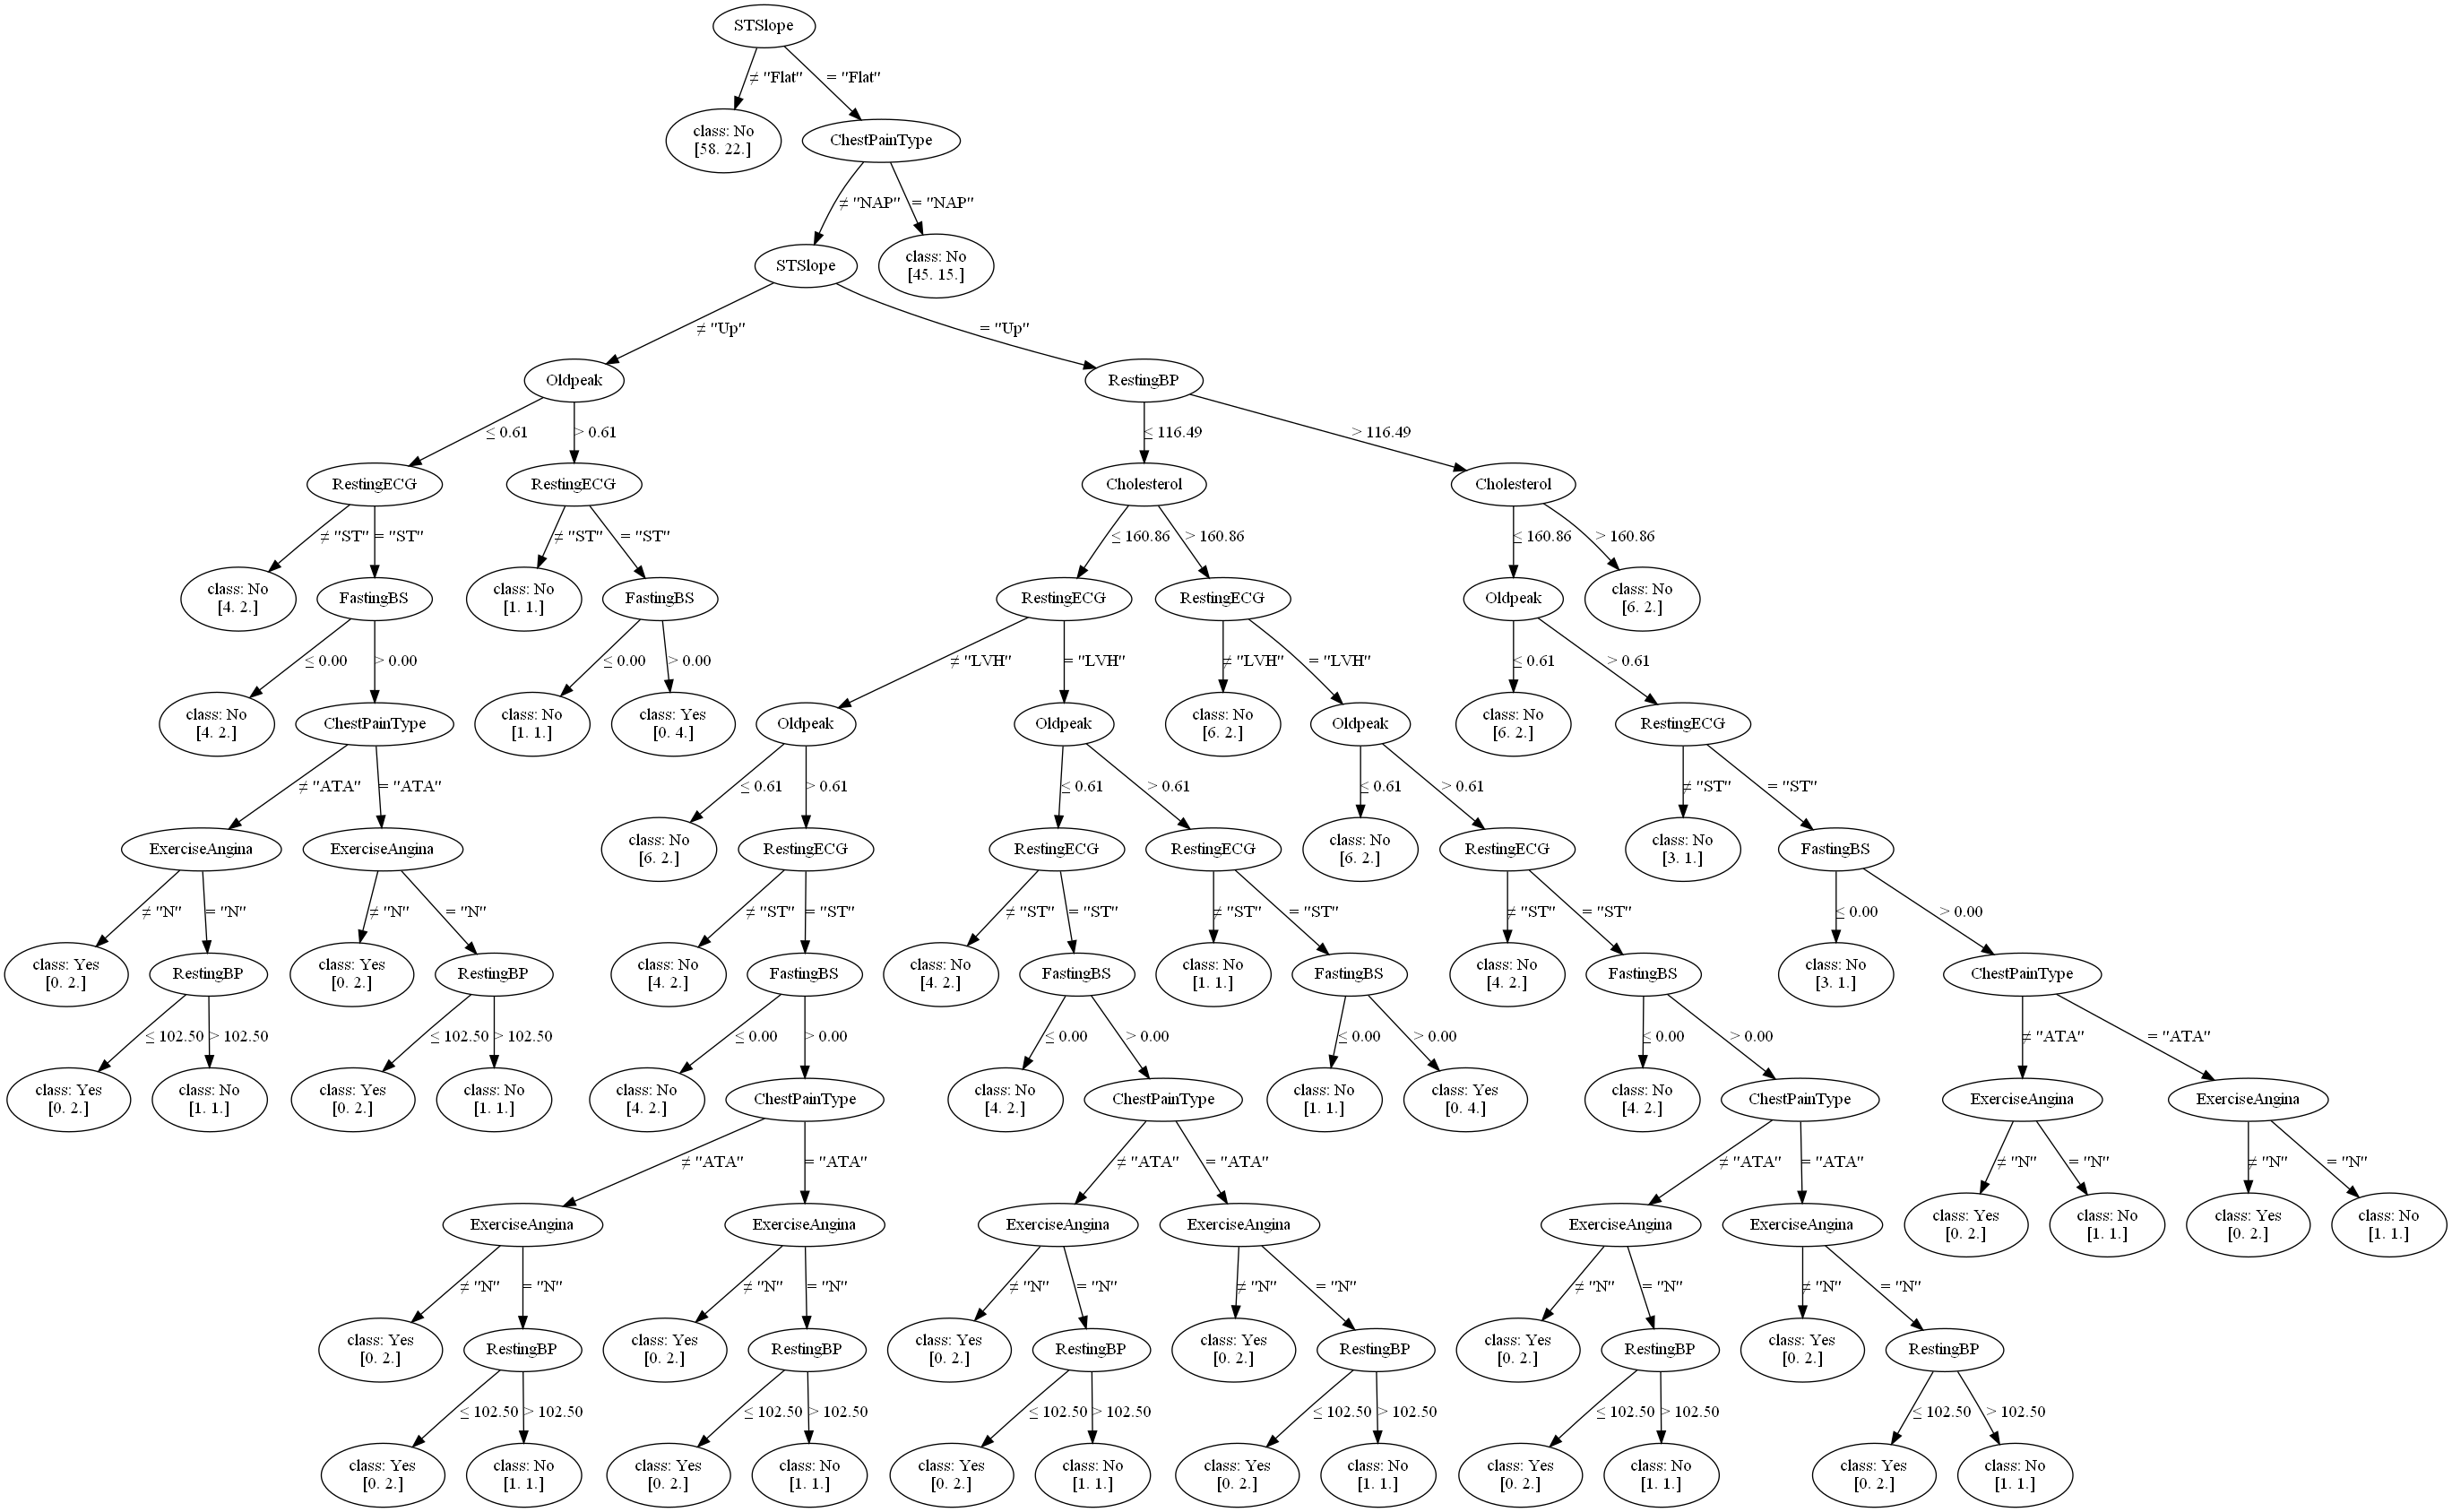 STSlope
≠ "Flat"
= "Flat"
class: No
[58. 22.]
ChestPainType
≠ "NAP"
= "NAP"
STSlope
class: No
[45. 15.]
≠ "Up"
= "Up"
Oldpeak
RestingBP
≤ 0.61
> 0.61
≤ 116.49
> 116.49
RestingECG
RestingECG
Cholesterol
Cholesterol
≠ "ST"
= "ST"
≠ "ST"
= "ST"
≤ 160.86
> 160.86
≤ 160.86
> 160.86
class: No
[4. 2.]
FastingBS
class: No
[1. 1.]
FastingBS
RestingECG
RestingECG
Oldpeak
class: No
[6. 2.]
≤ 0.00
> 0.00
≤ 0.00
> 0.00
≠ "LVH"
= "LVH"
≠ "LVH"
= "LVH"
≤ 0.61
> 0.61
class: No
[4. 2.]
ChestPainType
class: No
[1. 1.]
class: Yes
[0. 4.]
Oldpeak
Oldpeak
class: No
[6. 2.]
Oldpeak
class: No
[6. 2.]
RestingECG
≠ "ATA"
= "ATA"
≤ 0.61
> 0.61
≤ 0.61
> 0.61
≤ 0.61
> 0.61
≠ "ST"
= "ST"
ExerciseAngina
ExerciseAngina
class: No
[6. 2.]
RestingECG
RestingECG
RestingECG
class: No
[6. 2.]
RestingECG
class: No
[3. 1.]
FastingBS
≠ "N"
= "N"
≠ "N"
= "N"
≠ "ST"
= "ST"
≠ "ST"
= "ST"
≠ "ST"
= "ST"
≠ "ST"
= "ST"
≤ 0.00
> 0.00
class: Yes
[0. 2.]
RestingBP
class: Yes
[0. 2.]
RestingBP
class: No
[4. 2.]
FastingBS
class: No
[4. 2.]
FastingBS
class: No
[1. 1.]
FastingBS
class: No
[4. 2.]
FastingBS
class: No
[3. 1.]
ChestPainType
≤ 102.50
> 102.50
≤ 102.50
> 102.50
≤ 0.00
> 0.00
≤ 0.00
> 0.00
≤ 0.00
> 0.00
≤ 0.00
> 0.00
≠ "ATA"
= "ATA"
class: Yes
[0. 2.]
class: No
[1. 1.]
class: Yes
[0. 2.]
class: No
[1. 1.]
class: No
[4. 2.]
ChestPainType
class: No
[4. 2.]
ChestPainType
class: No
[1. 1.]
class: Yes
[0. 4.]
class: No
[4. 2.]
ChestPainType
ExerciseAngina
ExerciseAngina
≠ "ATA"
= "ATA"
≠ "ATA"
= "ATA"
≠ "ATA"
= "ATA"
≠ "N"
= "N"
≠ "N"
= "N"
ExerciseAngina
ExerciseAngina
ExerciseAngina
ExerciseAngina
ExerciseAngina
ExerciseAngina
class: Yes
[0. 2.]
class: No
[1. 1.]
class: Yes
[0. 2.]
class: No
[1. 1.]
≠ "N"
= "N"
≠ "N"
= "N"
≠ "N"
= "N"
≠ "N"
= "N"
≠ "N"
= "N"
≠ "N"
= "N"
class: Yes
[0. 2.]
RestingBP
class: Yes
[0. 2.]
RestingBP
class: Yes
[0. 2.]
RestingBP
class: Yes
[0. 2.]
RestingBP
class: Yes
[0. 2.]
RestingBP
class: Yes
[0. 2.]
RestingBP
≤ 102.50
> 102.50
≤ 102.50
> 102.50
≤ 102.50
> 102.50
≤ 102.50
> 102.50
≤ 102.50
> 102.50
≤ 102.50
> 102.50
class: Yes
[0. 2.]
class: No
[1. 1.]
class: Yes
[0. 2.]
class: No
[1. 1.]
class: Yes
[0. 2.]
class: No
[1. 1.]
class: Yes
[0. 2.]
class: No
[1. 1.]
class: Yes
[0. 2.]
class: No
[1. 1.]
class: Yes
[0. 2.]
class: No
[1. 1.]